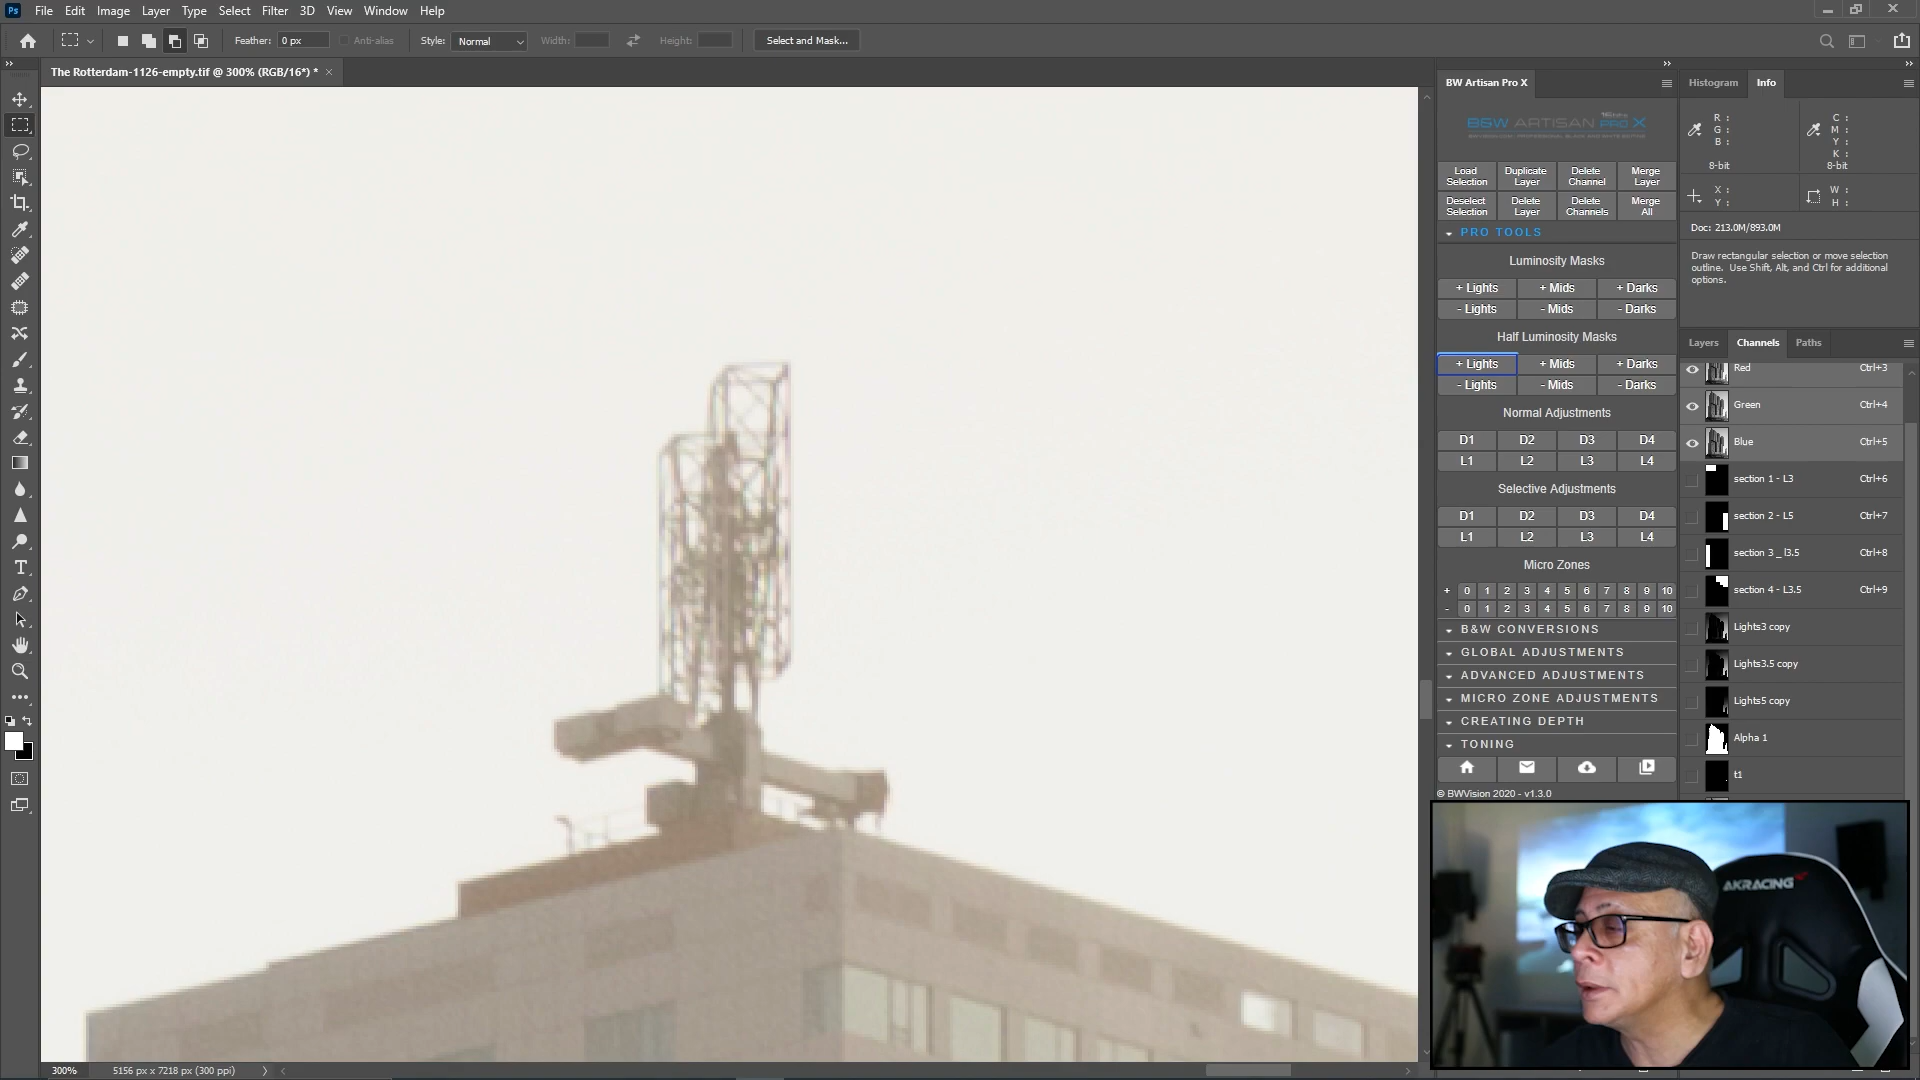 Ps File Edit Image Layer Type Select Filter 3D View Window Help
Feather: 0 px Anti-alias Style: Normal Width: Height: Select and Mask...
The Rotterdam-1126-empty.tif @ 300% (RGB/16*) * ×
BW Artisan Pro X
B&W ARTISAN PRO X
Load Selection Duplicate Layer Delete Channel Merge Layer
Deselect Selection Delete Layer Delete Channels Merge All
PRO TOOLS
Luminosity Masks
+ Lights + Mids + Darks
- Lights - Mids - Darks
Half Luminosity Masks
+ Lights + Mids + Darks
- Lights - Mids - Darks
Normal Adjustments
D1 D2 D3 D4
L1 L2 L3 L4
Selective Adjustments
D1 D2 D3 D4
L1 L2 L3 L4
Micro Zones
+ 0 1 2 3 4 5 6 7 8 9 10
- 0 1 2 3 4 5 6 7 8 9 10
B&W CONVERSIONS
GLOBAL ADJUSTMENTS
ADVANCED ADJUSTMENTS
MICRO ZONE ADJUSTMENTS
CREATING DEPTH
TONING
© BWVision 2020 - v1.3.0
Histogram Info
R : C :
G : M :
B : Y :
K :
8-bit 8-bit
X : W :
Y : H :
Doc: 213.0M/893.0M
Draw rectangular selection or move selection
outline. Use Shift, Alt, and Ctrl for additional
options.
Layers Channels Paths
Red Ctrl+3
Green Ctrl+4
Blue Ctrl+5
section 1 - L3 Ctrl+6
section 2 - L5 Ctrl+7
section 3 _ l3.5 Ctrl+8
section 4 - L3.5 Ctrl+9
Lights3 copy
Lights3.5 copy
Lights5 copy
Alpha 1
t1
AKRACING
300% 5156 px x 7218 px (300 ppi)